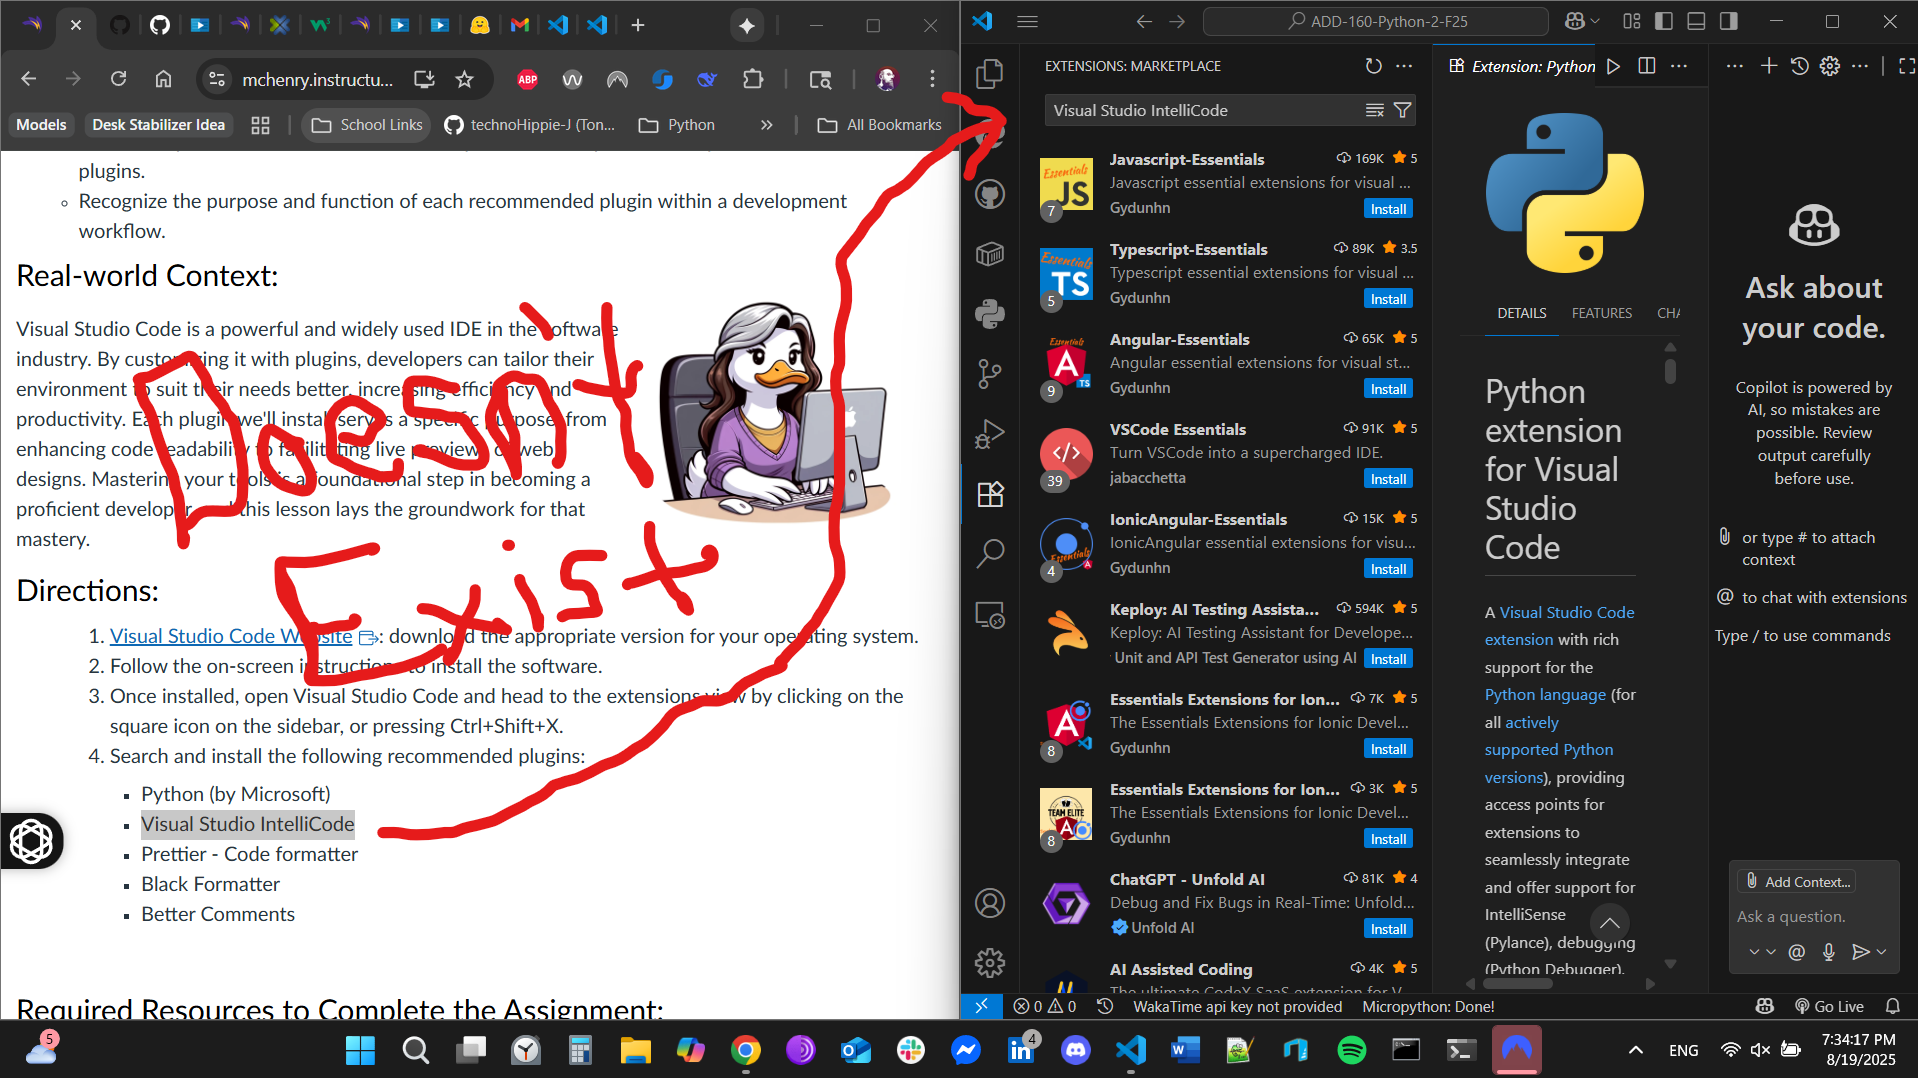 mchenry.instructu...
Models
Desk Stabilizer Idea
School Links
technoHippie-J (Ton...
Python
»
All Bookmarks
plugins.
Recognize the purpose and function of each recommended plugin within a development
workflow.
Real-world Context:
Visual Studio Code is a powerful and widely used IDE in the software
industry. By customizing it with plugins, developers can tailor their
environment to suit their needs better, increasing efficiency and
productivity. Each plugin we'll install serves a specific purpose, from
enhancing code readability to facilitating live previews of web
designs. Mastering your tools is a foundational step in becoming a
proficient developer, and this lesson lays the groundwork for that
mastery.
Doesn't
Exist
Directions:
1. Visual Studio Code Website : download the appropriate version for your operating system.
2. Follow the on-screen instructions to install the software.
3. Once installed, open Visual Studio Code and head to the extensions view by clicking on the
square icon on the sidebar, or pressing Ctrl+Shift+X.
4. Search and install the following recommended plugins:
Python (by Microsoft)
Visual Studio IntelliCode
Prettier - Code formatter
Black Formatter
Better Comments
Required Resources to Complete the Assignment:
ADD-160-Python-2-F25
EXTENSIONS: MARKETPLACE
Visual Studio IntelliCode
Javascript-Essentials 169K 5
Javascript essential extensions for visual ...
Gydunhn Install
7
Typescript-Essentials 89K 3.5
Typescript essential extensions for visual ...
Gydunhn Install
5
Angular-Essentials 65K 5
Angular essential extensions for visual st...
Gydunhn Install
9
VSCode Essentials 91K 5
Turn VSCode into a supercharged IDE.
jabacchetta Install
39
IonicAngular-Essentials 15K 5
IonicAngular essential extensions for visu...
Gydunhn Install
4
Keploy: AI Testing Assista... 594K 5
Keploy: AI Testing Assistant for Develope...
Unit and API Test Generator using AI Install
Essentials Extensions for Ion... 7K 5
The Essentials Extensions for Ionic Devel...
Gydunhn Install
8
Essentials Extensions for Ion... 3K 5
The Essentials Extensions for Ionic Devel...
Gydunhn Install
8
ChatGPT - Unfold AI 81K 4
Debug and Fix Bugs in Real-Time: Unfold...
Unfold AI Install
AI Assisted Coding 4K 5
The ultimate CodeX SaaS extension for V...
Extension: Python
DETAILS FEATURES CHA
Python
extension
for Visual
Studio
Code
A Visual Studio Code
extension with rich
support for the
Python language (for
all actively
supported Python
versions), providing
access points for
extensions to
seamlessly integrate
and offer support for
IntelliSense
(Pylance), debugging
(Python Debugger),
Ask about
your code.
Copilot is powered by
AI, so mistakes are
possible. Review
output carefully
before use.
or type # to attach
context
@ to chat with extensions
Type / to use commands
Add Context...
Ask a question.
0 0 WakaTime api key not provided Micropython: Done! Go Live
5 4 ENG 7:34:17 PM
8/19/2025